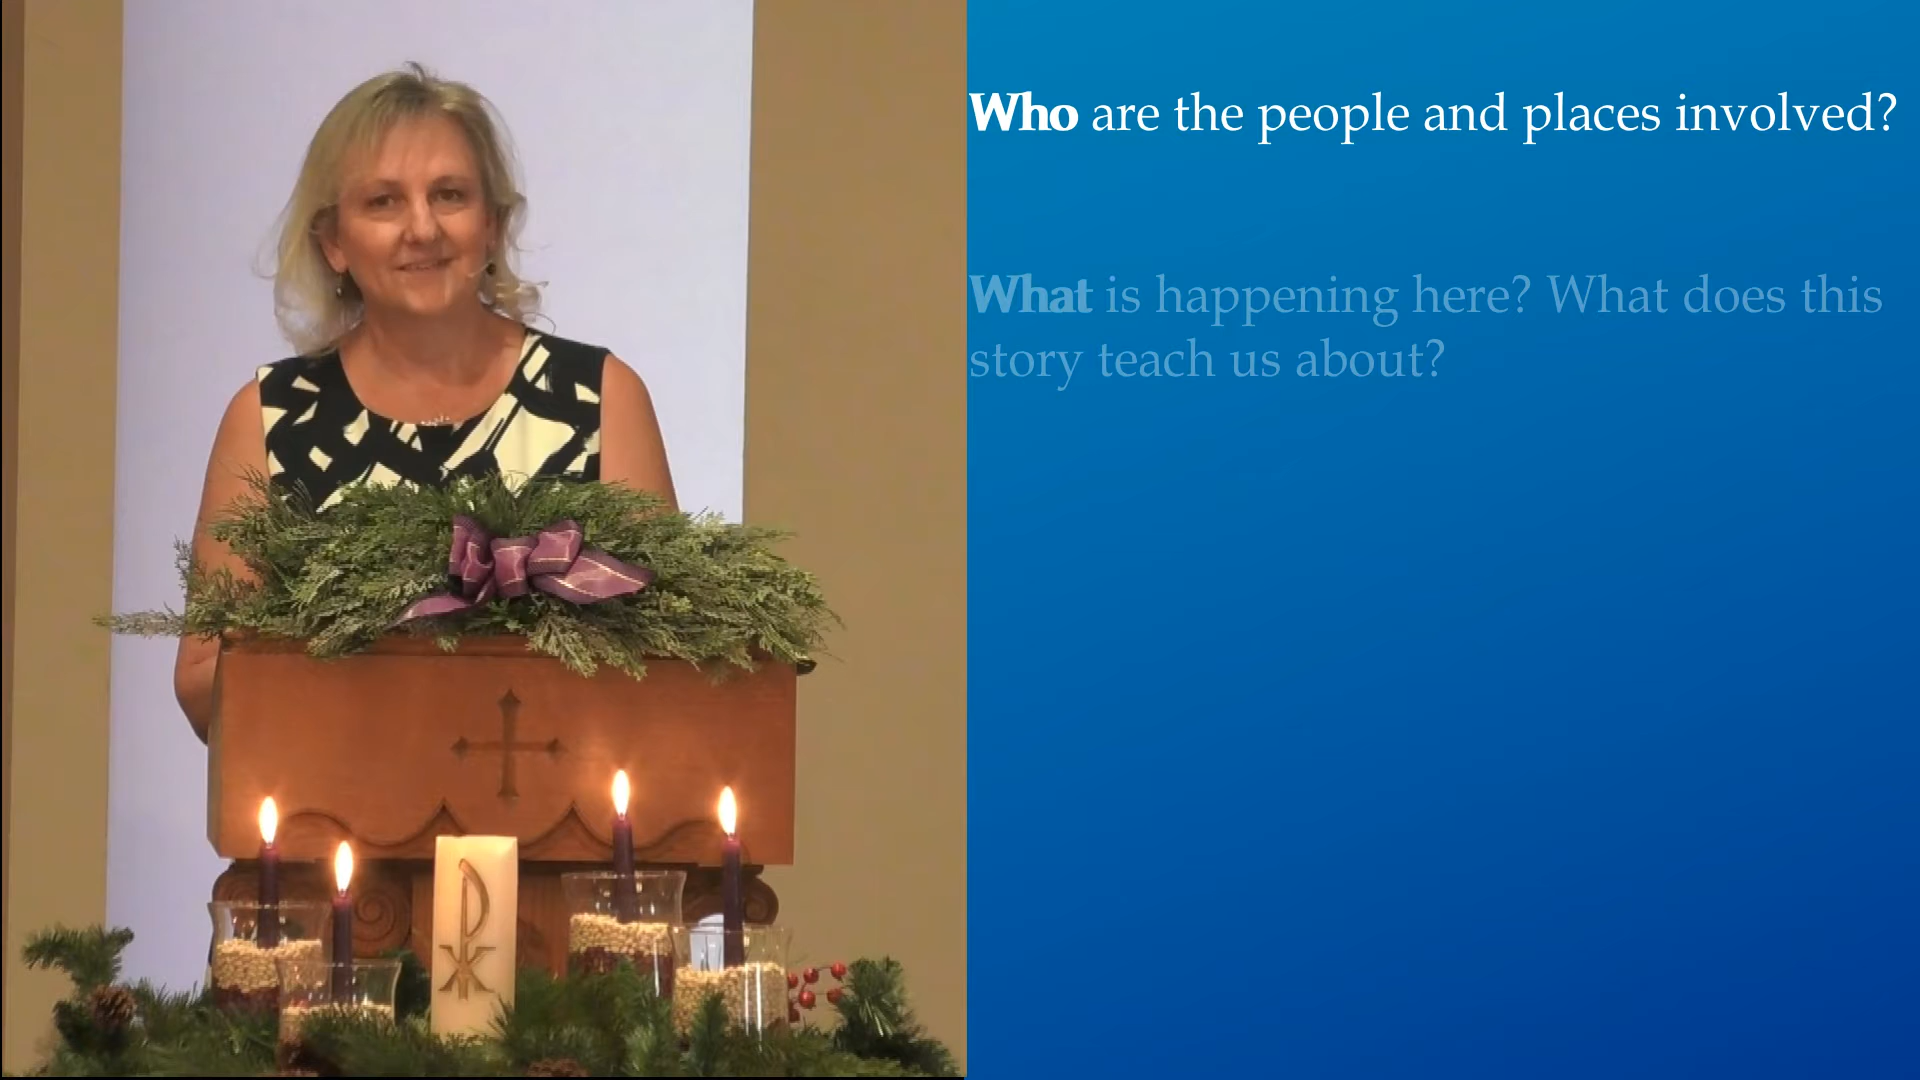 Who are the people and places involved?
What is happening here? What does this
story teach us about?